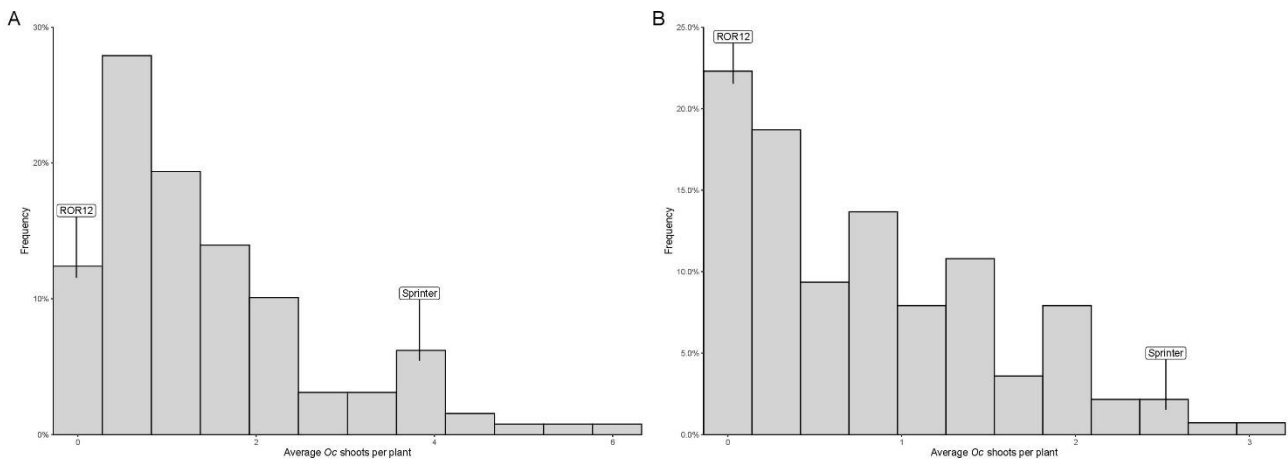 A
30%
20%
10%
0%
Frequency
ROR12
Sprinter
0
2
4
6
Average Oc shoots per plant
B
25.0%
20.0%
15.0%
10.0%
5.0%
0.0%
Frequency
ROR12
Sprinter
0
1
2
3
Average Oc shoots per plant